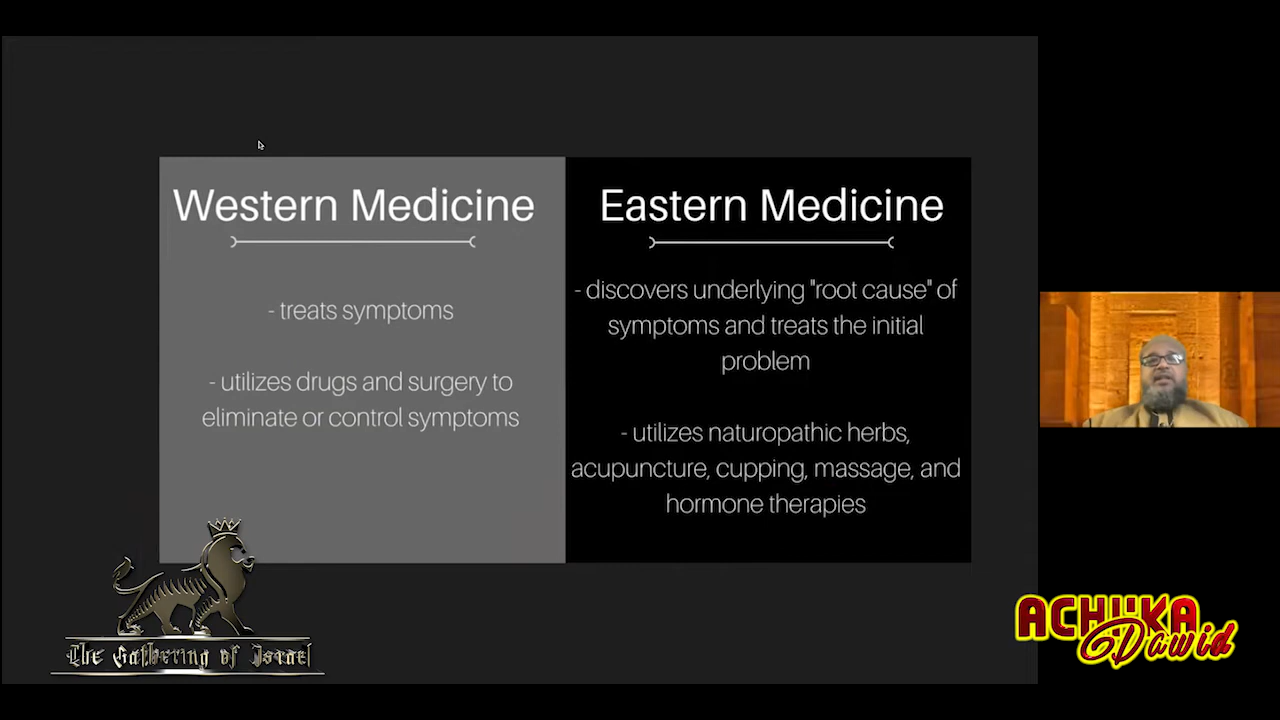 Western Medicine
- treats symptoms
- utilizes drugs and surgery to
eliminate or control symptoms
Eastern Medicine
- discovers underlying "root cause" of
symptoms and treats the initial
problem
- utilizes naturopathic herbs,
acupuncture, cupping, massage, and
hormone therapies
The Gathering of Israel
ACHIYKA
Dawid